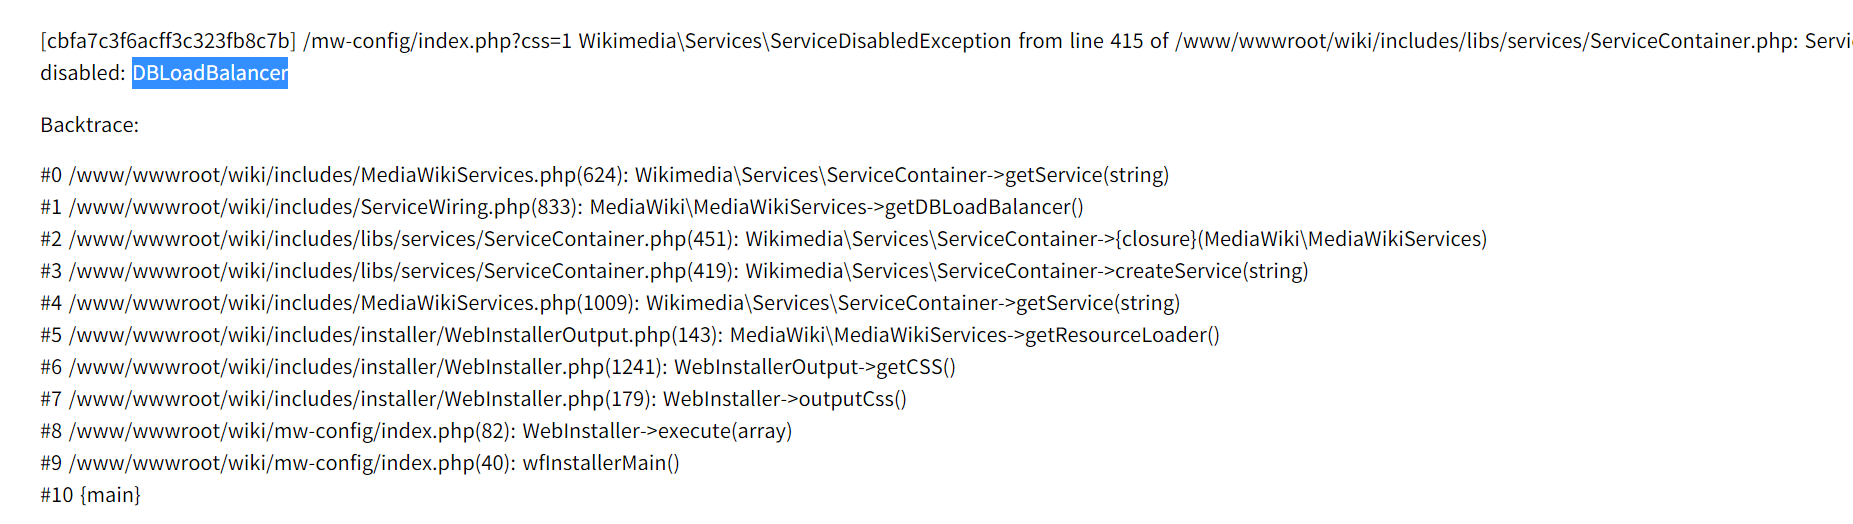 [cbfa7c3f6acff3c323fb8c7b] /mw-config/index.php?css=1 Wikimedia\Services\ServiceDisabledException from line 415 of /www/wwwroot/wiki/includes/libs/services/ServiceContainer.php: Servi
disabled: DBLoadBalancer
Backtrace:
#0 /www/wwwroot/wiki/includes/MediaWikiServices.php(624): Wikimedia\Services\ServiceContainer->getService(string)
#1 /www/wwwroot/wiki/includes/ServiceWiring.php(833): MediaWiki\MediaWikiServices->getDBLoadBalancer()
#2 /www/wwwroot/wiki/includes/libs/services/ServiceContainer.php(451): Wikimedia\Services\ServiceContainer->{closure}(MediaWiki\MediaWikiServices)
#3 /www/wwwroot/wiki/includes/libs/services/ServiceContainer.php(419): Wikimedia\Services\ServiceContainer->createService(string)
#4 /www/wwwroot/wiki/includes/MediaWikiServices.php(1009): Wikimedia\Services\ServiceContainer->getService(string)
#5 /www/wwwroot/wiki/includes/installer/WebInstallerOutput.php(143): MediaWiki\MediaWikiServices->getResourceLoader()
#6 /www/wwwroot/wiki/includes/installer/WebInstaller.php(1241): WebInstallerOutput->getCSS()
#7 /www/wwwroot/wiki/includes/installer/WebInstaller.php(179): WebInstaller->outputCss()
#8 /www/wwwroot/wiki/mw-config/index.php(82): WebInstaller->execute(array)
#9 /www/wwwroot/wiki/mw-config/index.php(40): wfInstallerMain()
#10 {main}